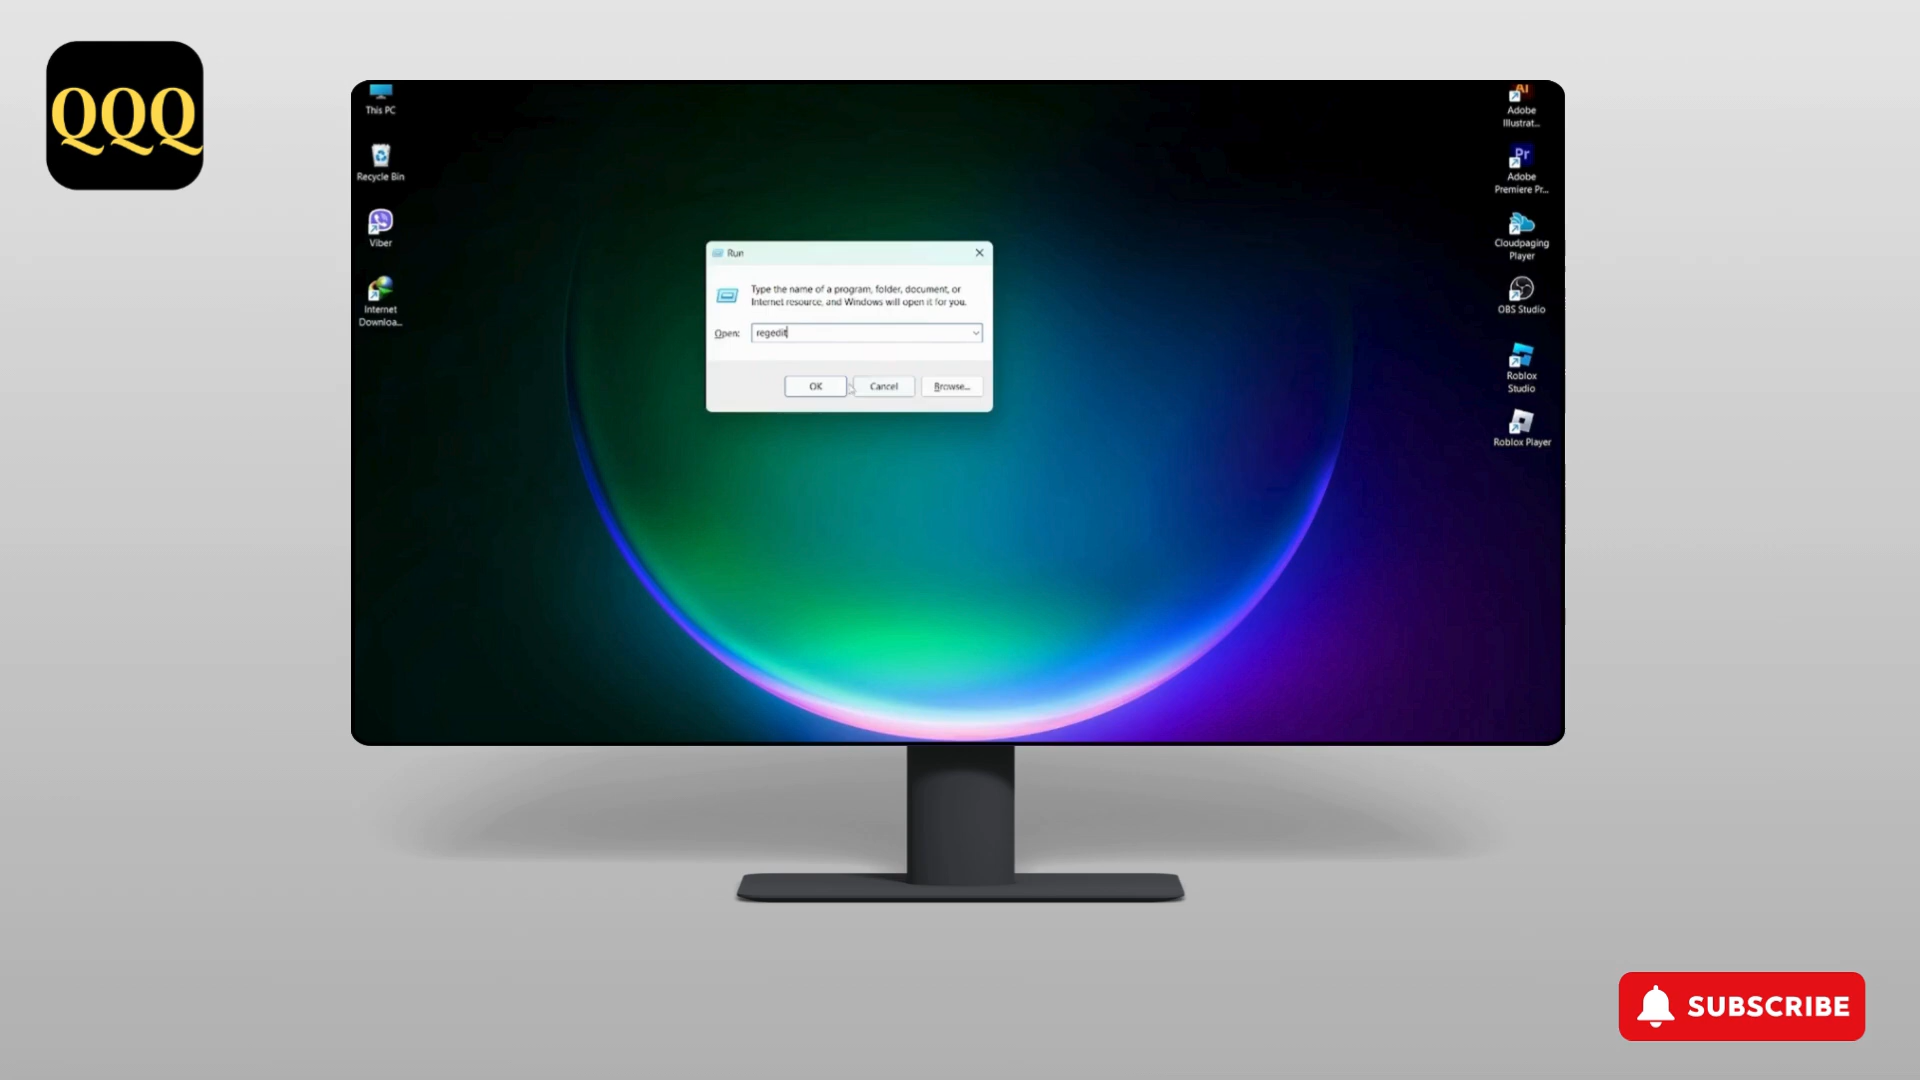 QQQ
This PC
Recycle Bin
Viber
Internet
Downloa...
Run
Type the name of a program, folder, document, or
Internet resource, and Windows will open it for you.
Open:
regedit
OK
Cancel
Browse...
Ai
Adobe
Illustrat...
Pr
Adobe
Premiere Pr...
Cloudpaging
Player
OBS Studio
Roblox
Studio
Roblox Player
SUBSCRIBE